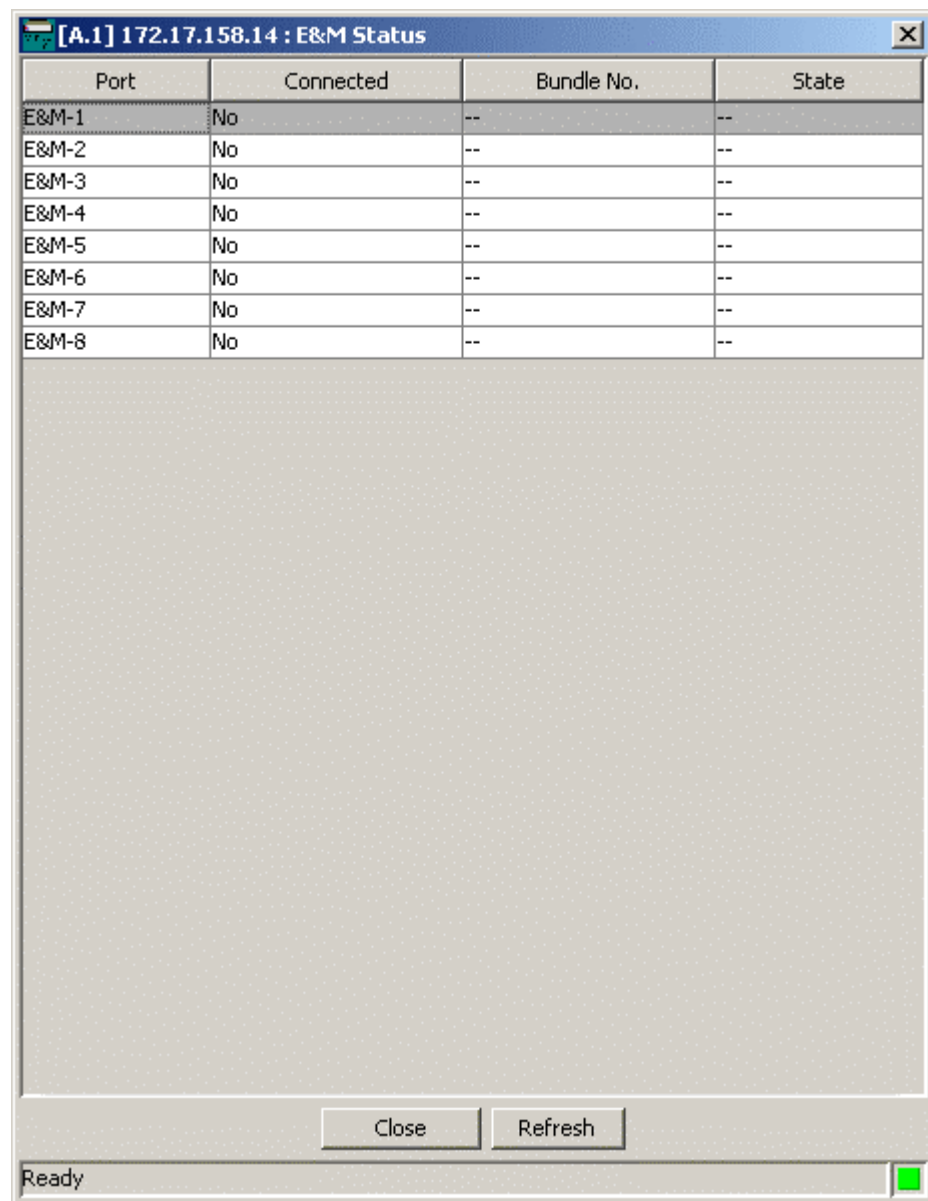 [A.1] 172.17.158.14 : E&M Status
Port Connected Bundle No. State
E&M-1 No -- --
E&M-2 No -- --
E&M-3 No -- --
E&M-4 No -- --
E&M-5 No -- --
E&M-6 No -- --
E&M-7 No -- --
E&M-8 No -- --
Close Refresh
Ready